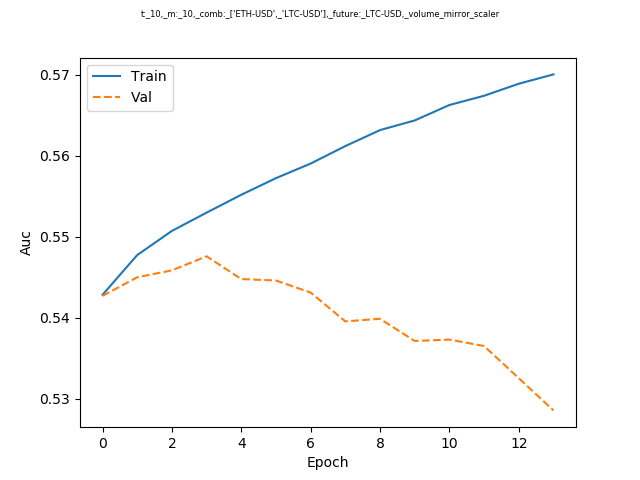 t:_10,_m:_10,_comb:_['ETH-USD',_'LTC-USD'],_future:_LTC-USD,_volume_mirror_scaler
Train
Val
0.57
0.56
0.55
0.54
0.53
Auc
0 2 4 6 8 10 12
Epoch